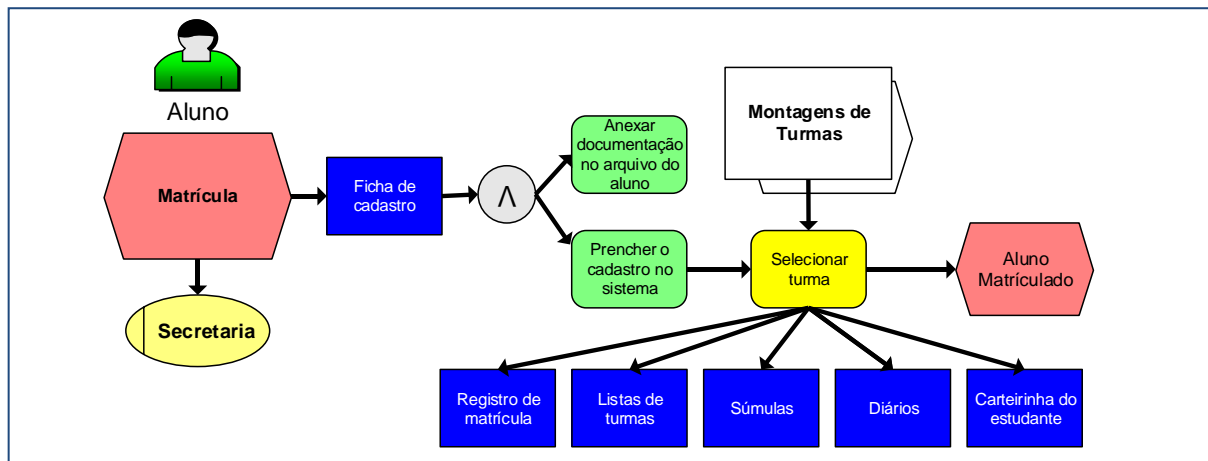 Aluno
Matrícula
Secretaria
Ficha de
cadastro
Λ
Anexar
documentação
no arquivo do
aluno
Prencher o
cadastro no
sistema
Montagens de
Turmas
Selecionar
turma
Aluno
Matrículado
Registro de
matrícula
Listas de
turmas
Súmulas
Diários
Carteirinha do
estudante